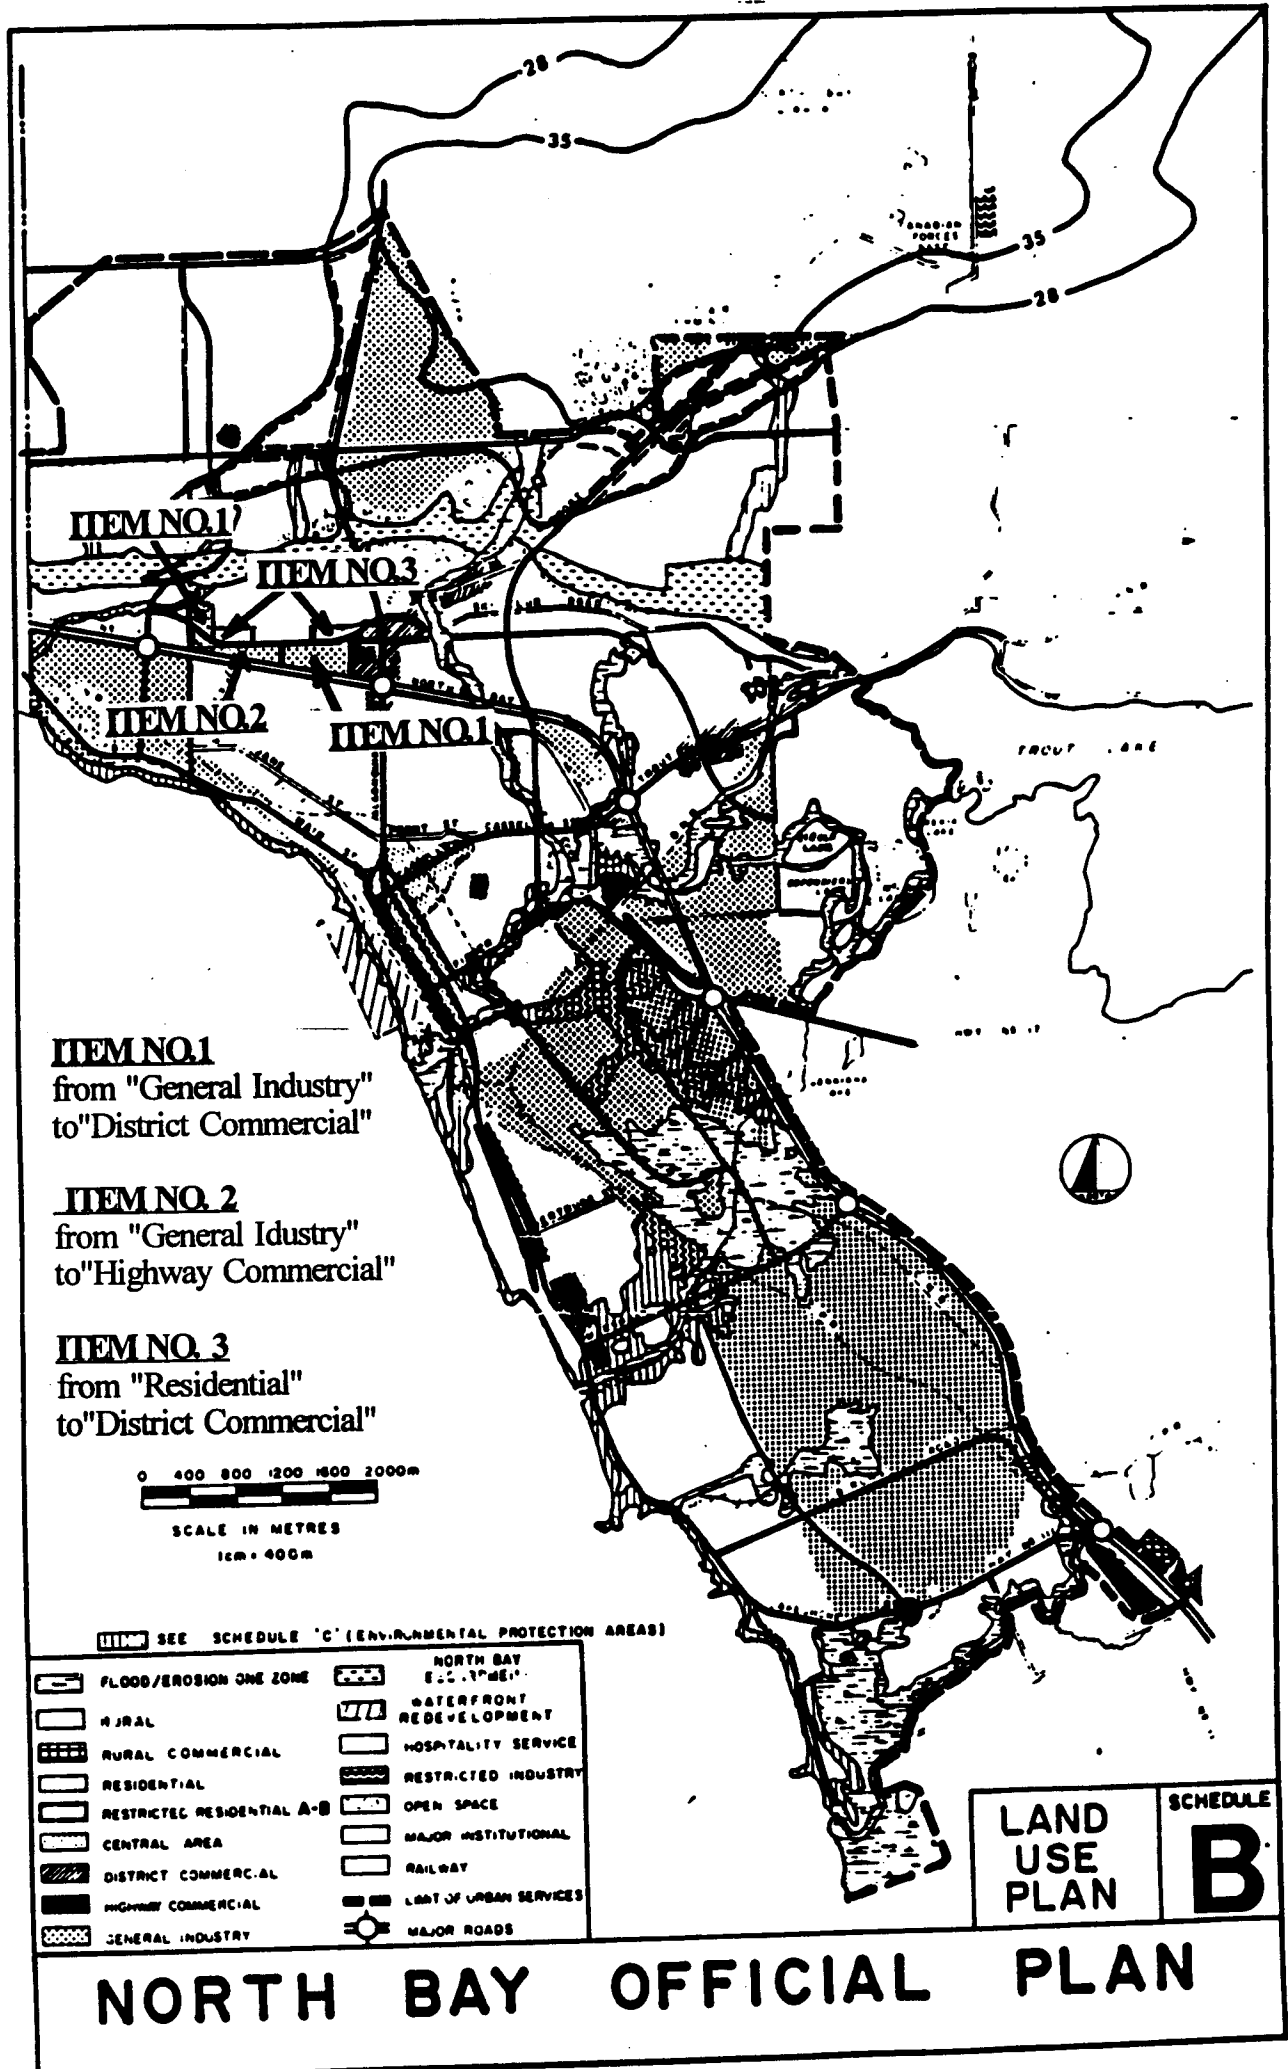 28
35
35
28
ITEM NO.1
ITEM NO.3
ITEM NO.2
ITEM NO.1
TROUT LAKE
ITEM NO.1
from "General Industry"
to"District Commercial"
ITEM NO. 2
from "General Idustry"
to"Highway Commercial"
ITEM NO. 3
from "Residential"
to"District Commercial"
0 400 800 1200 1600 2000m
SCALE IN METRES
1cm = 400m
SEE SCHEDULE 'C' (ENVIRONMENTAL PROTECTION AREAS)
FLOOD/EROSION ONE ZONE
RURAL
RURAL COMMERCIAL
RESIDENTIAL
RESTRICTED RESIDENTIAL A-B
CENTRAL AREA
DISTRICT COMMERCIAL
HIGHWAY COMMERCIAL
GENERAL INDUSTRY
NORTH BAY
WATERFRONT
REDEVELOPMENT
HOSPITALITY SERVICE
RESTRICTED INDUSTRY
OPEN SPACE
MAJOR INSTITUTIONAL
RAILWAY
LIMIT OF URBAN SERVICES
MAJOR ROADS
LAND
USE
PLAN
SCHEDULE
B
NORTH BAY OFFICIAL PLAN